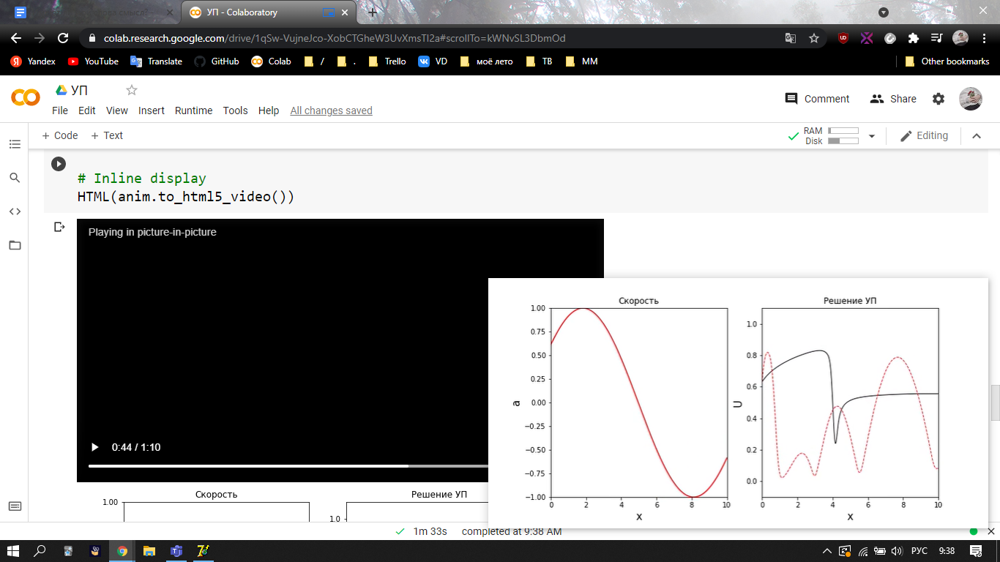 УП - Colaboratory
colab.research.google.com/drive/1qSw-VujneJco-XobCTGheW3UvXmsTl2a#scrollTo=kWNvSL3DbmOd
Yandex YouTube Translate GitHub Colab / . Trello VD моё лето ТВ ММ Other bookmarks
УП
Comment Share
File Edit View Insert Runtime Tools Help All changes saved
+ Code + Text RAM Disk Editing
# Inline display
HTML(anim.to_html5_video())
Playing in picture-in-picture
0:44 / 1:10
Скорость
1.00
0.75
0.50
0.25
0.00
−0.25
−0.50
−0.75
−1.00
a
0 2 4 6 8 10
x
Решение УП
1.0
0.8
0.6
0.4
0.2
0.0
U
0 2 4 6 8 10
x
Скорость Решение УП
1.00
1.0
1m 33s completed at 9:38 AM
РУС 9:38